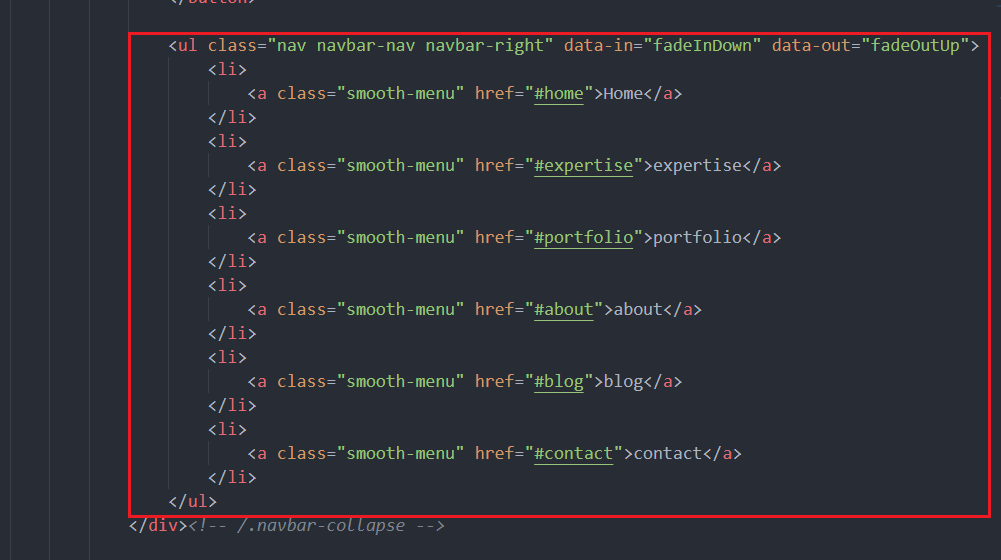 </button>
<ul class="nav navbar-nav navbar-right" data-in="fadeInDown" data-out="fadeOutUp">
<li>
<a class="smooth-menu" href="#home">Home</a>
</li>
<li>
<a class="smooth-menu" href="#expertise">expertise</a>
</li>
<li>
<a class="smooth-menu" href="#portfolio">portfolio</a>
</li>
<li>
<a class="smooth-menu" href="#about">about</a>
</li>
<li>
<a class="smooth-menu" href="#blog">blog</a>
</li>
<li>
<a class="smooth-menu" href="#contact">contact</a>
</li>
</ul>
</div><!-- /.navbar-collapse -->